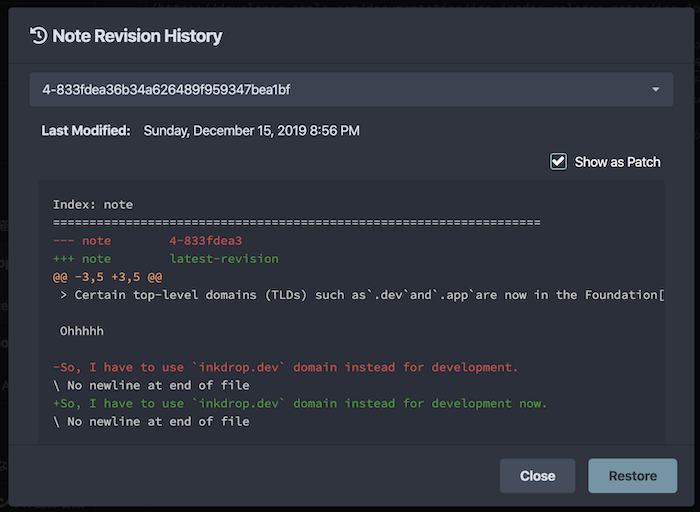 Note Revision History
4-833fdea36b34a626489f959347bea1bf
Last Modified: Sunday, December 15, 2019 8:56 PM
Show as Patch
Index: note
===================================================================
--- note 4-833fdea3
+++ note latest-revision
@@ -3,5 +3,5 @@
> Certain top-level domains (TLDs) such as`.dev`and`.app`are now in the Foundation[
Ohhhhh
-So, I have to use `inkdrop.dev` domain instead for development.
\ No newline at end of file
+So, I have to use `inkdrop.dev` domain instead for development now.
\ No newline at end of file
Close Restore